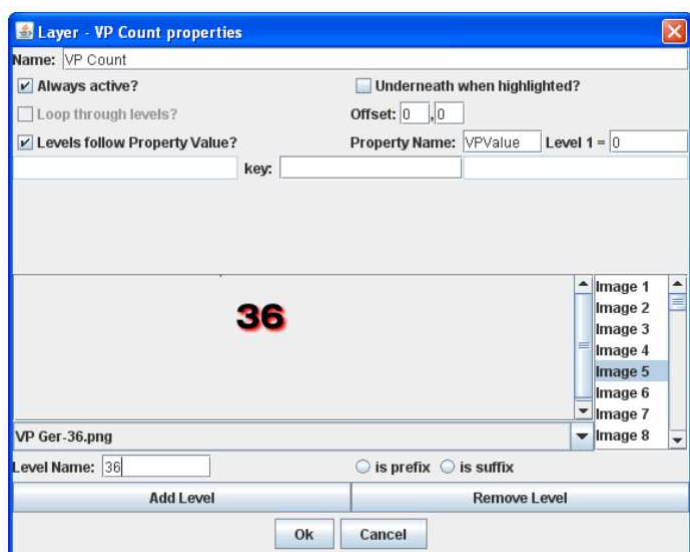 Layer - VP Count properties
Name: VP Count
Always active? Underneath when highlighted?
Loop through levels? Offset: 0 ,0
Levels follow Property Value? Property Name: VPValue Level 1 = 0
key:
36
Image 1
Image 2
Image 3
Image 4
Image 5
Image 6
Image 7
Image 8
VP Ger-36.png
Level Name: 36 is prefix is suffix
Add Level Remove Level
Ok Cancel